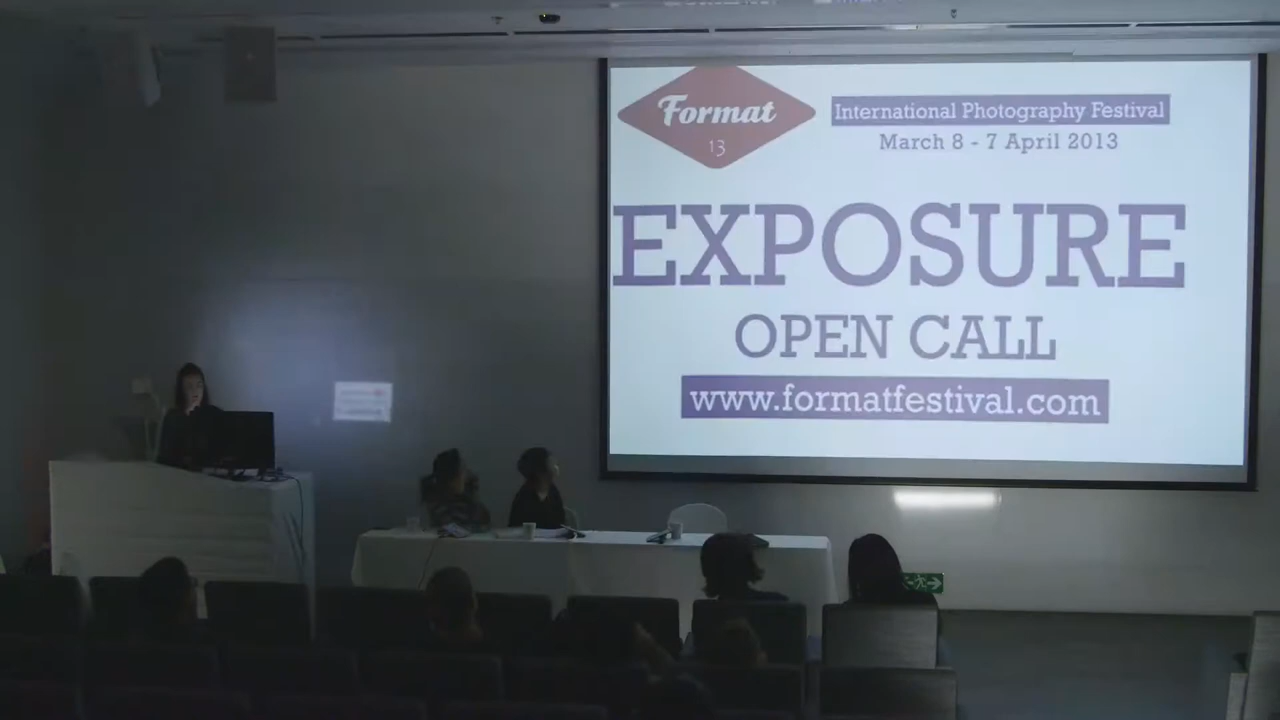 Format
13
International Photography Festival
March 8 - 7 April 2013
EXPOSURE
OPEN CALL
www.formatfestival.com